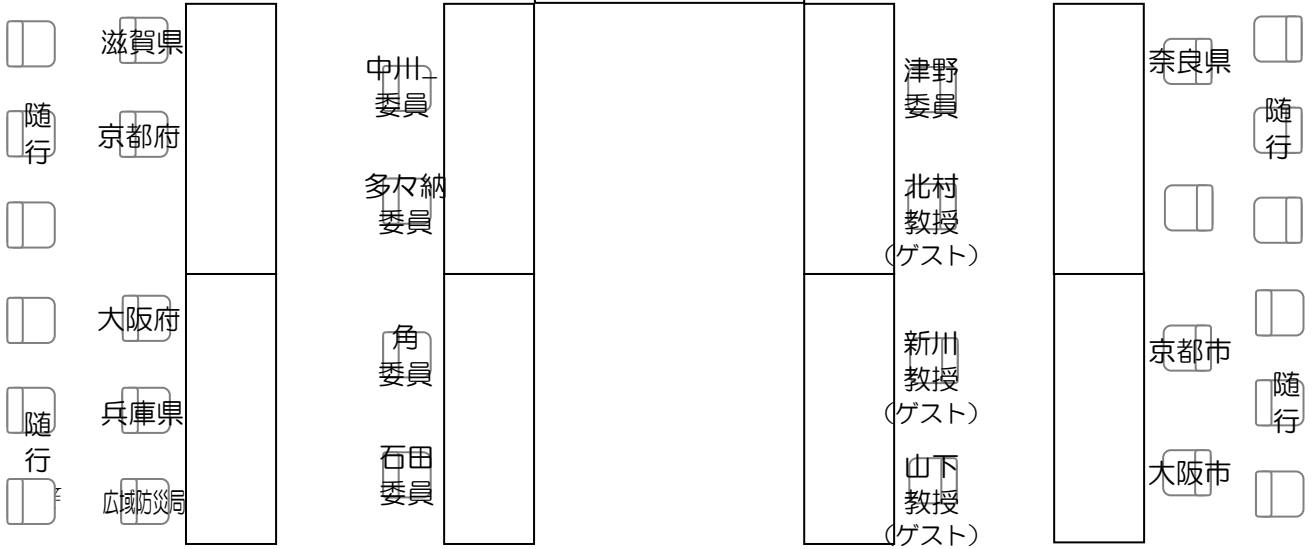 滋賀県
随
行
京都府
大阪府
兵庫県
随
行
広域防災局
中川_
委員
多々納
委員
角
委員
石田
委員
津野
委員
北村
教授
（ゲスト）
新川
教授
（ゲスト）
山下
教授
（ゲスト）
奈良県
随
行
京都市
随
行
大阪市